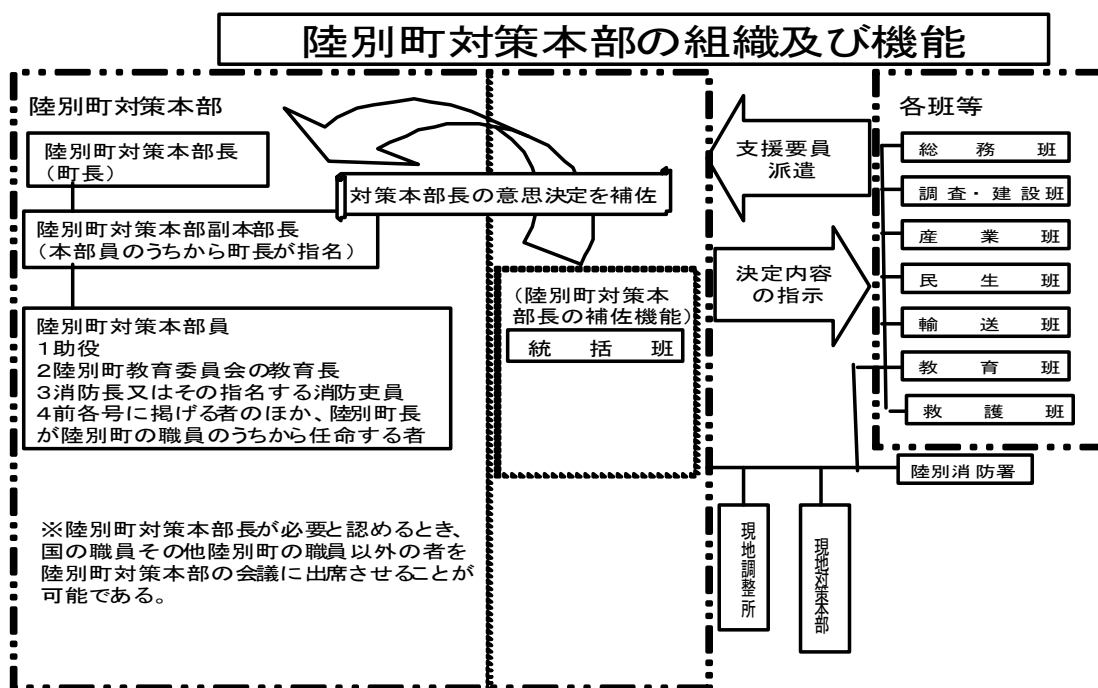 陸別町対策本部の組織及び機能
陸別町対策本部
陸別町対策本部長
(町長)
陸別町対策本部副本部長
(本部員のうちから町長が指名)
陸別町対策本部員
1助役
2陸別町教育委員会の教育長
3消防長又はその指名する消防吏員
4前各号に掲げる者のほか、陸別町長
が陸別町の職員のうちから任命する者
※陸別町対策本部長が必要と認めるとき、
国の職員その他陸別町の職員以外の者を
陸別町対策本部の会議に出席させることが
可能である。
対策本部長の意思決定を補佐
(陸別町対策本
部長の補佐機能)
統括班
支援要員
派遣
決定内容
の指示
各班等
総務班
調査・建設班
産業班
民生班
輸送班
教育班
救護班
陸別消防署
現地調整所
現地対策本部